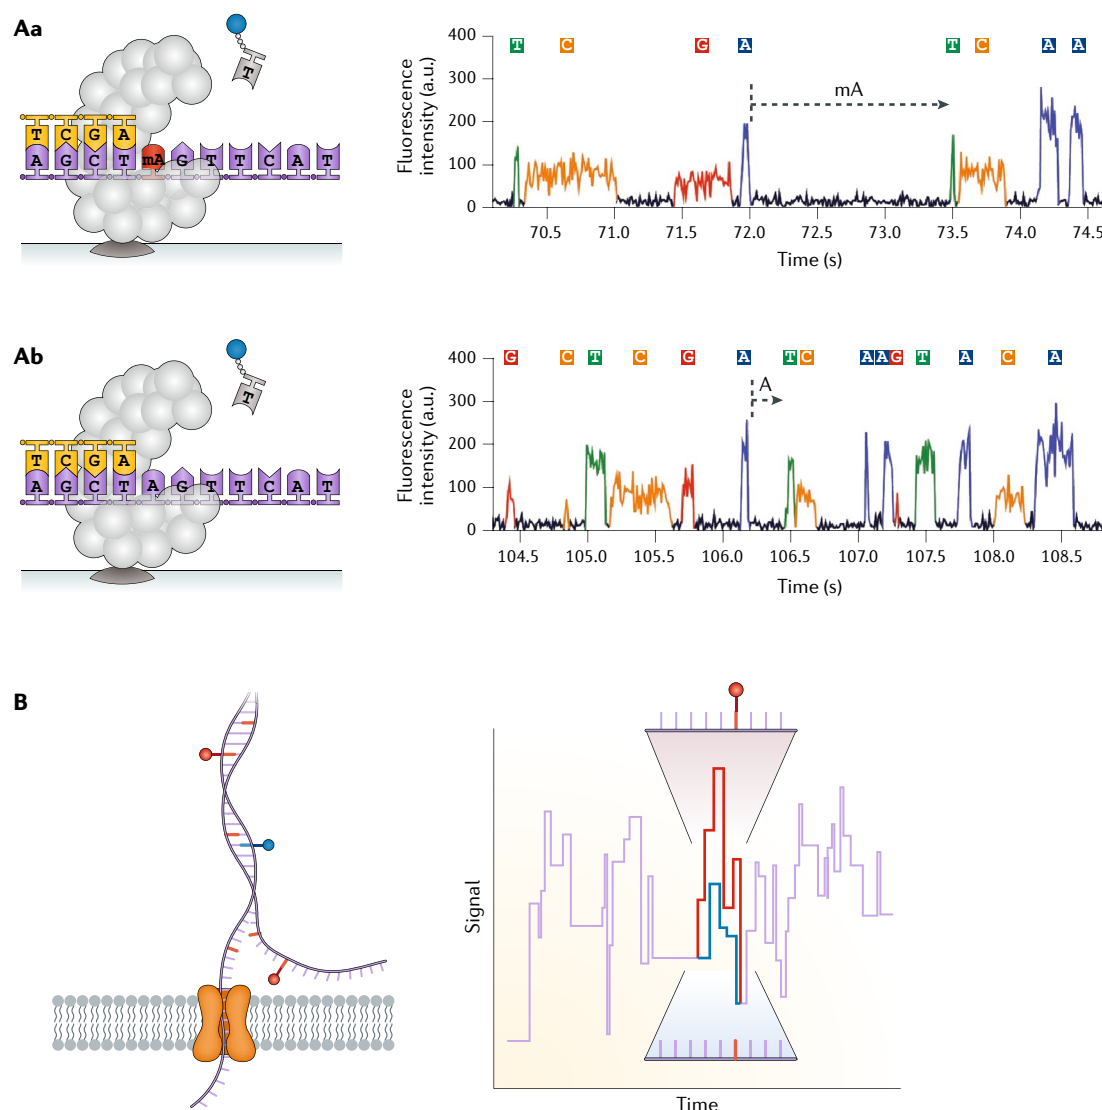 Aa
T
T C G A
A G C T mA G T T C A T
Fluorescence
intensity (a.u.)
400
300
200
100
0
T C G A T C A A
mA
70.5 71.0 71.5 72.0 72.5 73.0 73.5 74.0 74.5
Time (s)
Ab
T
T C G A
A G C T A G T T C A T
Fluorescence
intensity (a.u.)
400
300
200
100
0
G C T C G A T C A A G T A C A
A
104.5 105.0 105.5 106.0 106.5 107.0 107.5 108.0 108.5
Time (s)
B
Signal
Time